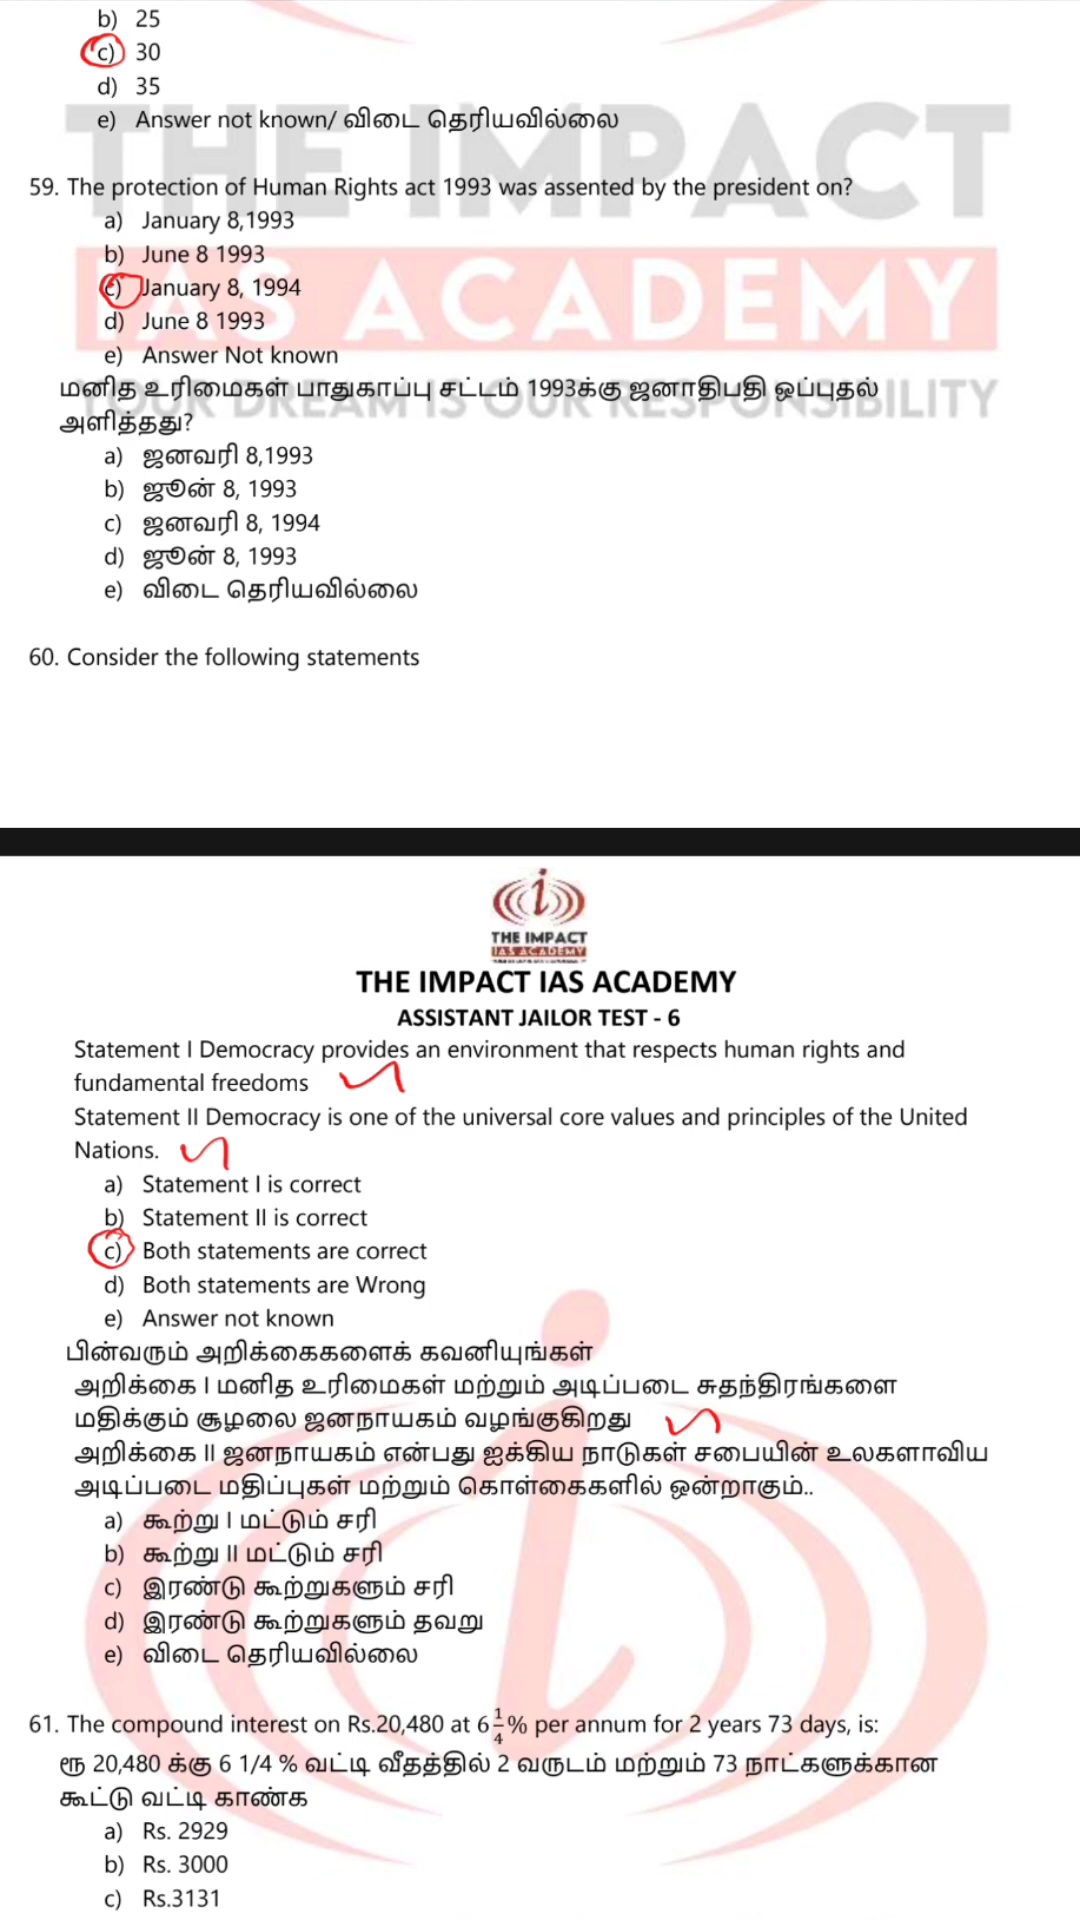 b) 25
c) 30
d) 35
e) Answer not known/ விடை தெரியவில்லை
59. The protection of Human Rights act 1993 was assented by the president on?
a) January 8,1993
b) June 8 1993
c) January 8, 1994
d) June 8 1993
e) Answer Not known
மனித உரிமைகள் பாதுகாப்பு சட்டம் 1993க்கு ஜனாதிபதி ஒப்புதல்
அளித்தது?
a) ஜனவரி 8,1993
b) ஜூன் 8, 1993
c) ஜனவரி 8, 1994
d) ஜூன் 8, 1993
e) விடை தெரியவில்லை
THE IMPACT
IAS ACADEMY
YOUR DREAM IS OUR RESPONSIBILITY
60. Consider the following statements
THE IMPACT
IAS ACADEMY
THE IMPACT IAS ACADEMY
ASSISTANT JAILOR TEST - 6
Statement I Democracy provides an environment that respects human rights and
fundamental freedoms
Statement II Democracy is one of the universal core values and principles of the United
Nations.
a) Statement I is correct
b) Statement II is correct
c) Both statements are correct
d) Both statements are Wrong
e) Answer not known
பின்வரும் அறிக்கைகளைக் கவனியுங்கள்
அறிக்கை I மனித உரிமைகள் மற்றும் அடிப்படை சுதந்திரங்களை
மதிக்கும் சூழலை ஜனநாயகம் வழங்குகிறது
அறிக்கை II ஜனநாயகம் என்பது ஐக்கிய நாடுகள் சபையின் உலகளாவிய
அடிப்படை மதிப்புகள் மற்றும் கொள்கைகளில் ஒன்றாகும்..
a) கூற்று I மட்டும் சரி
b) கூற்று II மட்டும் சரி
c) இரண்டு கூற்றுகளும் சரி
d) இரண்டு கூற்றுகளும் தவறு
e) விடை தெரியவில்லை
61. The compound interest on Rs.20,480 at 6 1/4 % per annum for 2 years 73 days, is:
ரூ 20,480 க்கு 6 1/4 % வட்டி வீதத்தில் 2 வருடம் மற்றும் 73 நாட்களுக்கான
கூட்டு வட்டி காண்க
a) Rs. 2929
b) Rs. 3000
c) Rs.3131